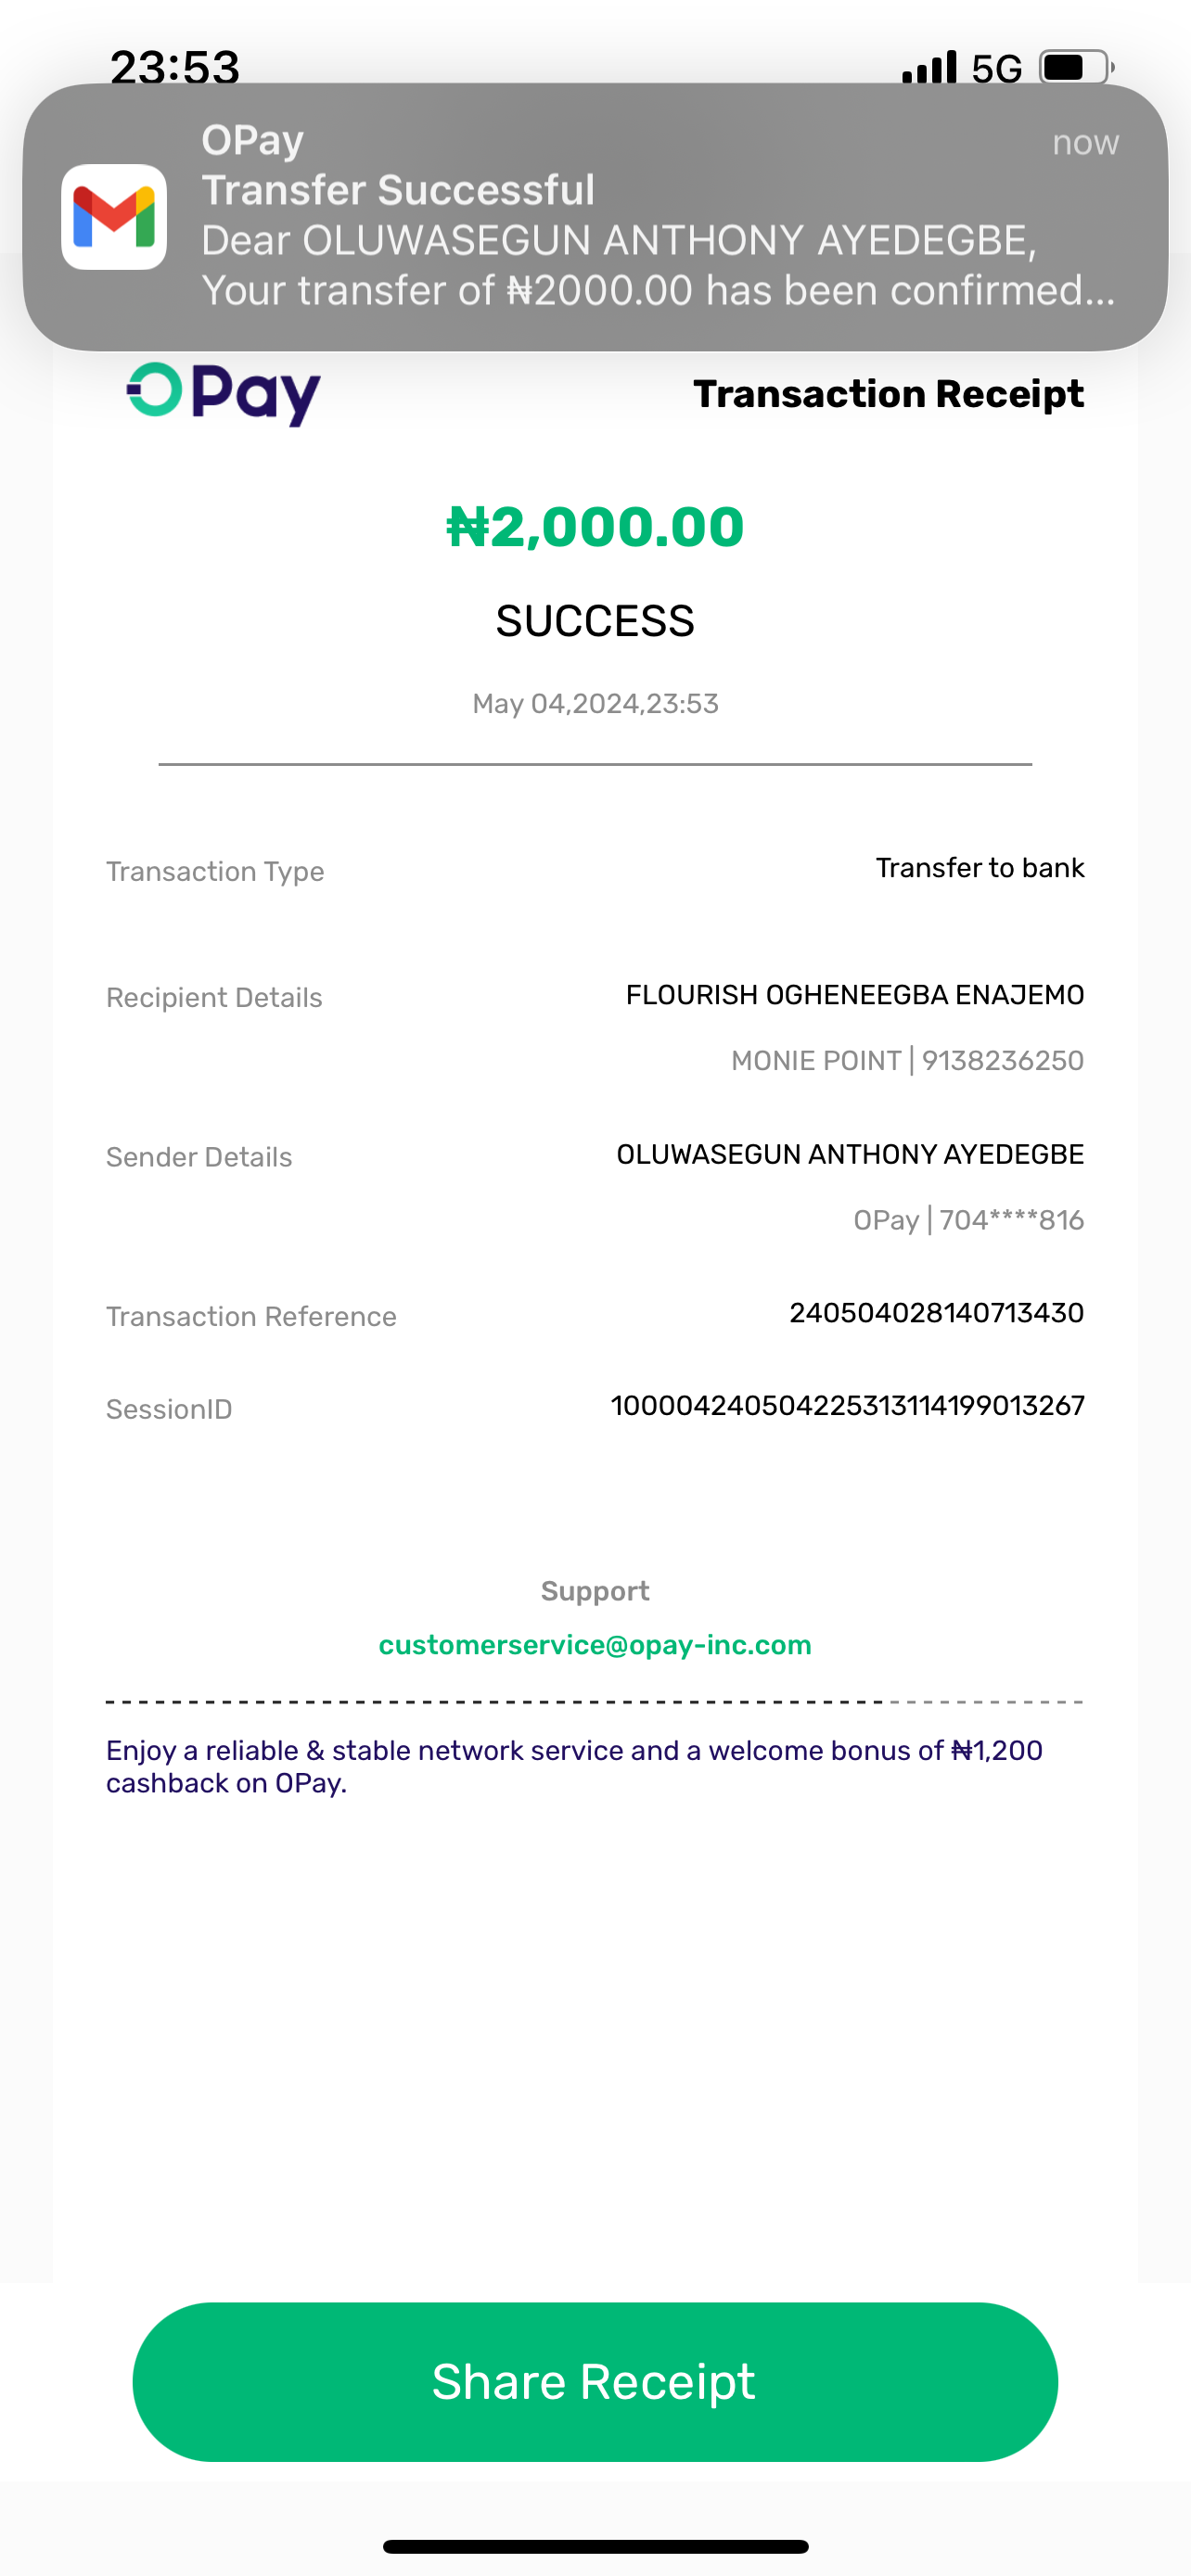 23:53
5G
OPay
now
Transfer Successful
Dear OLUWASEGUN ANTHONY AYEDEGBE,
Your transfer of ₦2000.00 has been confirmed...
OPay
Transaction Receipt
₦2,000.00
SUCCESS
May 04,2024,23:53
Transaction Type
Transfer to bank
Recipient Details
FLOURISH OGHENEEGBA ENAJEMO
MONIE POINT | 9138236250
Sender Details
OLUWASEGUN ANTHONY AYEDEGBE
OPay | 704****816
Transaction Reference
240504028140713430
SessionID
100004240504225313114199013267
Support
customerservice@opay-inc.com
Enjoy a reliable & stable network service and a welcome bonus of ₦1,200
cashback on OPay.
Share Receipt